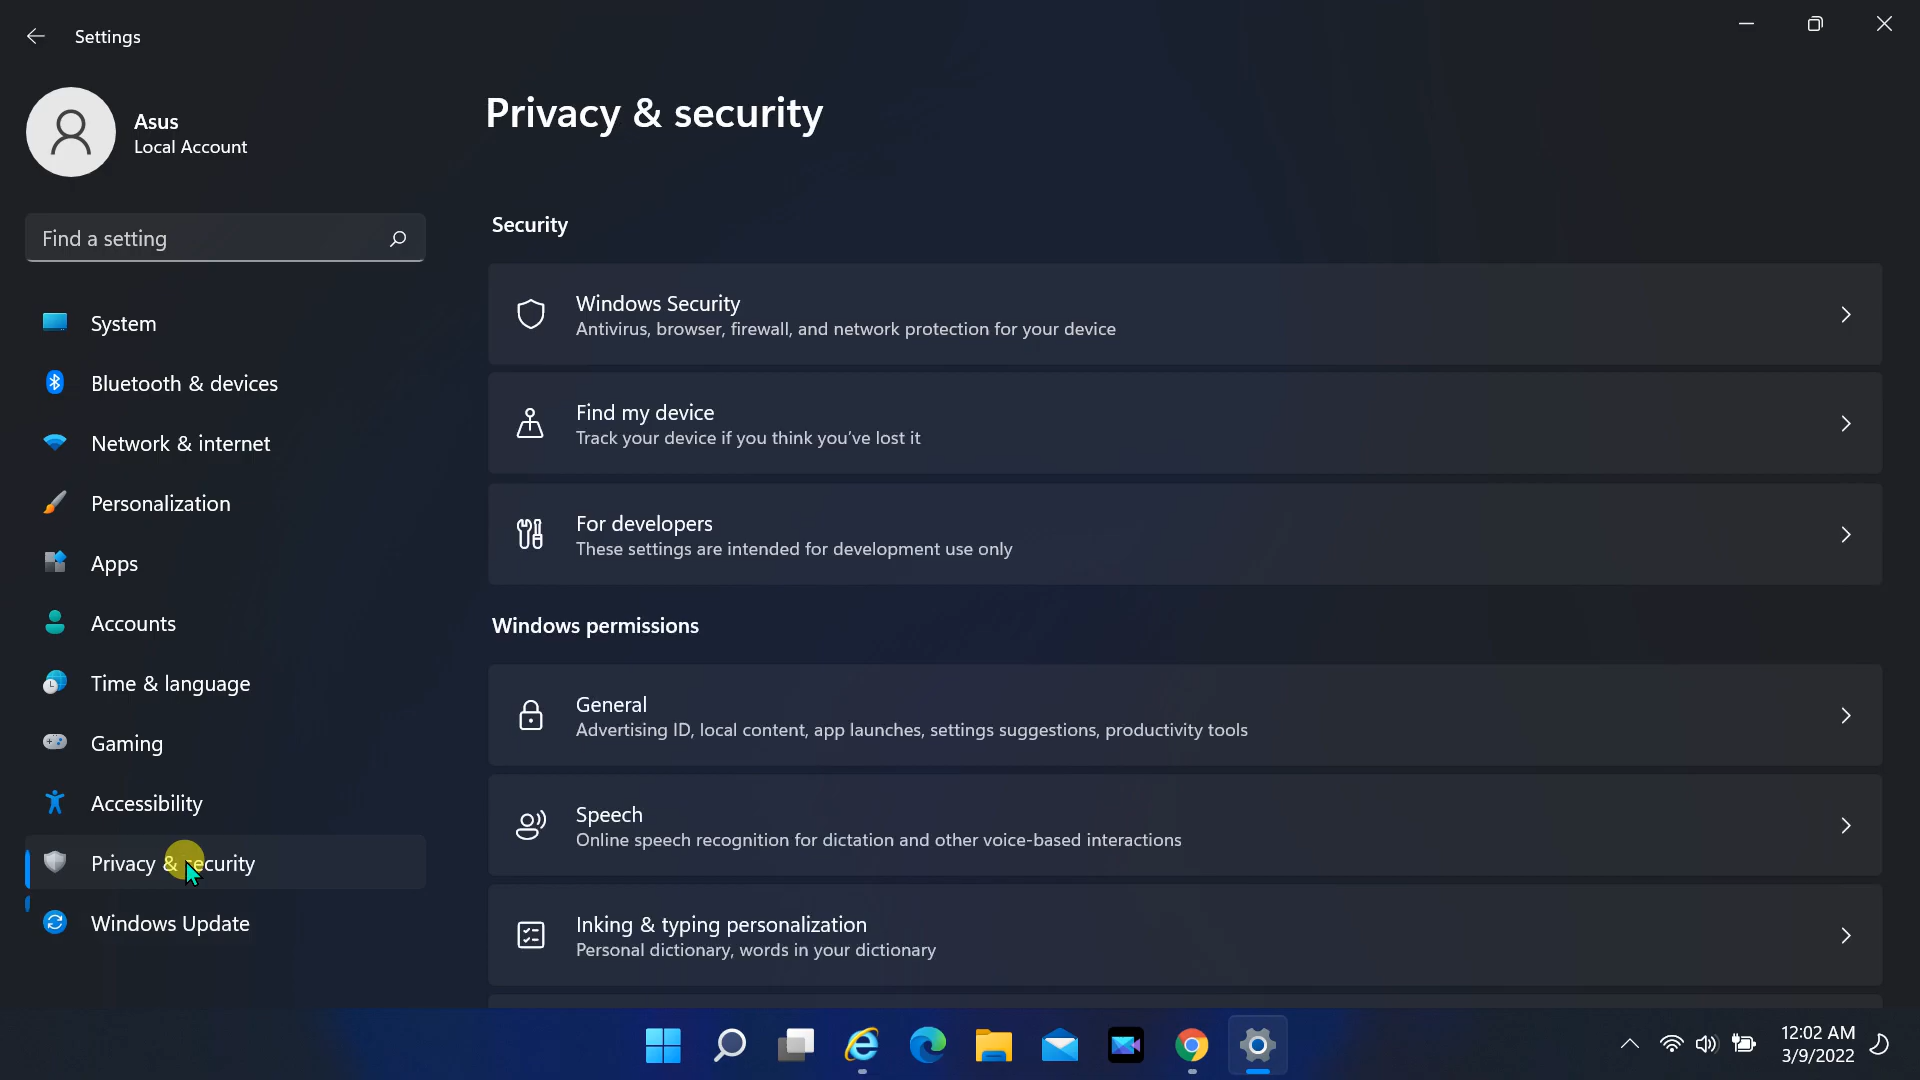 Settings
Asus
Local Account
Find a setting
System
Bluetooth & devices
Network & internet
Personalization
Apps
Accounts
Time & language
Gaming
Accessibility
Privacy & security
Windows Update
Privacy & security
Security
Windows Security
Antivirus, browser, firewall, and network protection for your device
Find my device
Track your device if you think you've lost it
For developers
These settings are intended for development use only
Windows permissions
General
Advertising ID, local content, app launches, settings suggestions, productivity tools
Speech
Online speech recognition for dictation and other voice-based interactions
Inking & typing personalization
Personal dictionary, words in your dictionary
12:02 AM
3/9/2022